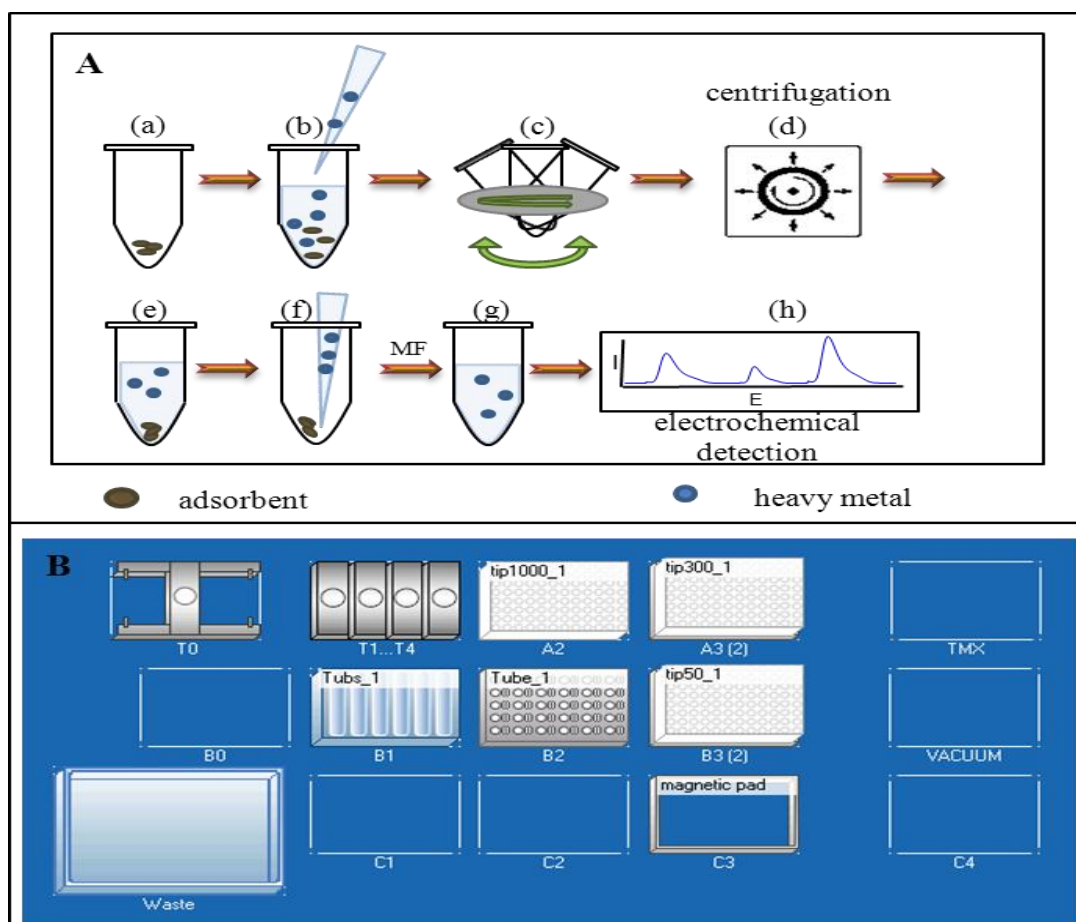 A
centrifugation
(a)
(b)
(c)
(d)
(e)
(f)
MF
(g)
(h)
I
E
electrochemical
detection
adsorbent
heavy metal
B
tip1000_1
tip300_1
T0
T1...T4
A2
A3 (2)
TMX
Tubs_1
Tube_1
tip50_1
B0
B1
B2
B3 (2)
VACUUM
magnetic pad
C1
C2
C3
C4
Waste